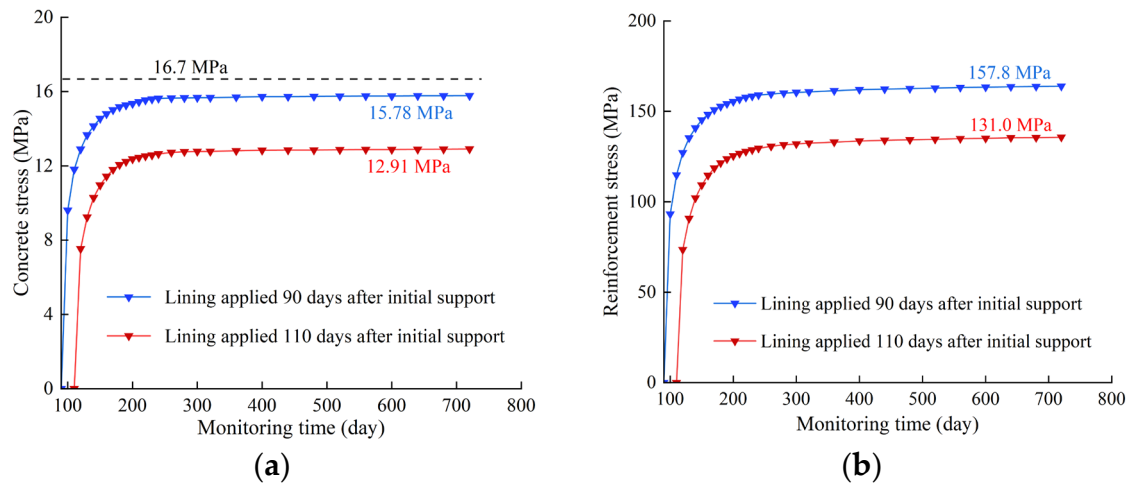 20
16
12
8
4
0
Concrete stress (MPa)
16.7 MPa
15.78 MPa
12.91 MPa
Lining applied 90 days after initial support
Lining applied 110 days after initial support
100 200 300 400 500 600 700 800
Monitoring time (day)
(a)
200
150
100
50
0
Reinforcement stress (MPa)
157.8 MPa
131.0 MPa
Lining applied 90 days after initial support
Lining applied 110 days after initial support
100 200 300 400 500 600 700 800
Monitoring time (day)
(b)